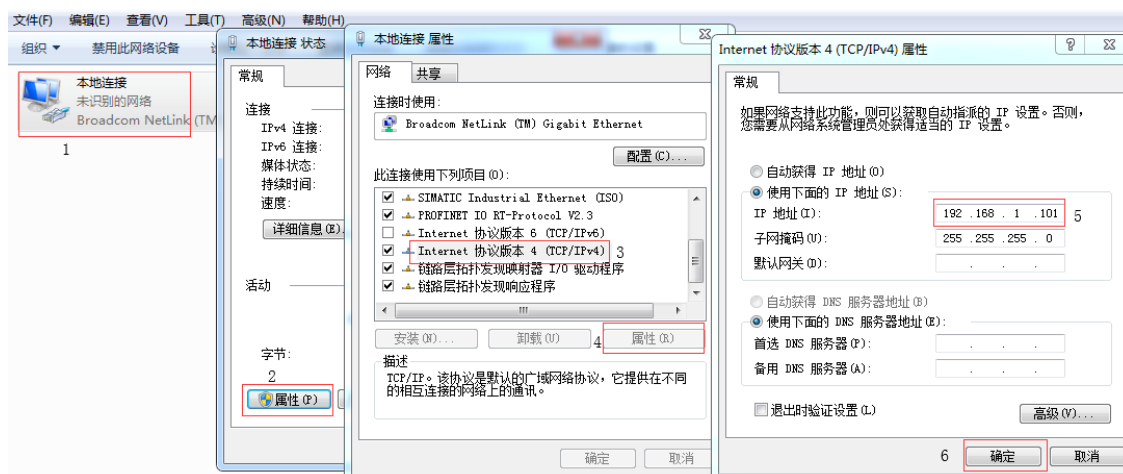 文件(F) 编辑(E) 查看(V) 工具(T) 高级(N) 帮助(H)
组织 禁用此网络设备
本地连接
未识别的网络
Broadcom NetLink (TM
1
本地连接 状态
常规
连接
IPv4 连接:
IPv6 连接:
媒体状态:
持续时间:
速度:
详细信息(E).
活动
字节:
2
属性(P)
本地连接 属性
网络 共享
连接时使用:
Broadcom NetLink (TM) Gigabit Ethernet
配置(C)...
此连接使用下列项目(O):
SIMATIC Industrial Ethernet (ISO)
PROFINET IO RT-Protocol V2.3
Internet 协议版本 6 (TCP/IPv6)
Internet 协议版本 4 (TCP/IPv4) 3
链路层拓扑发现映射器 I/O 驱动程序
链路层拓扑发现响应程序
安装(N)... 卸载(U) 4 属性(R)
描述
TCP/IP。该协议是默认的广域网络协议，它提供在不同
的相互连接的网络上的通讯。
确定 取消
Internet 协议版本 4 (TCP/IPv4) 属性
常规
如果网络支持此功能，则可以获取自动指派的 IP 设置。否则，
您需要从网络系统管理员处获得适当的 IP 设置。
自动获得 IP 地址(O)
使用下面的 IP 地址(S):
IP 地址(I): 192 .168 . 1 .101 5
子网掩码(U): 255 .255 .255 . 0
默认网关(D): . . .
自动获得 DNS 服务器地址(B)
使用下面的 DNS 服务器地址(E):
首选 DNS 服务器(P): . . .
备用 DNS 服务器(A): . . .
退出时验证设置(L) 高级(V)...
6 确定 取消